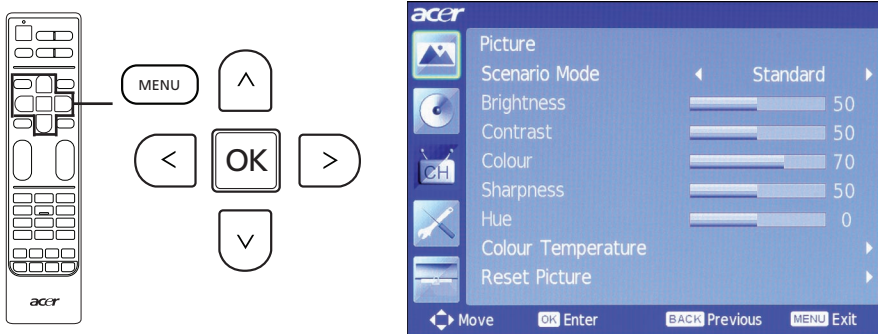 MENU
<
OK
>
acer
acer
Picture
Scenario Mode Standard
Brightness 50
Contrast 50
Colour 70
CH
Sharpness 50
Hue 0
Colour Temperature
Reset Picture
Move OK Enter BACK Previous MENU Exit